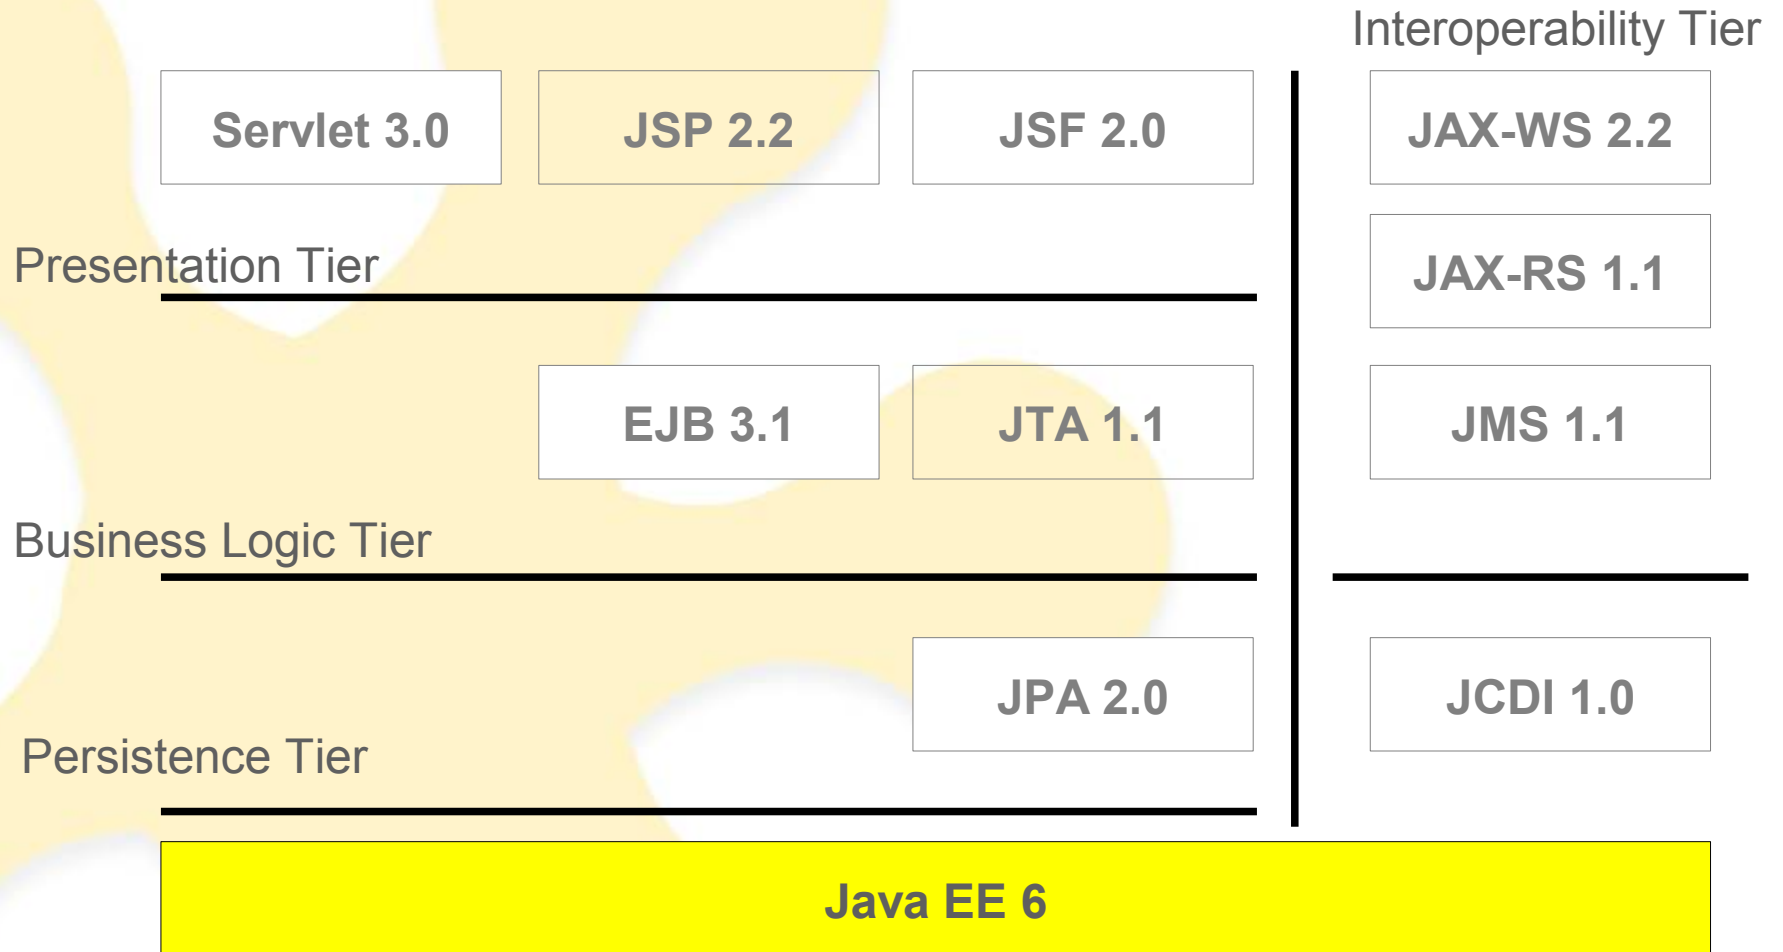 Interoperability Tier
Servlet 3.0
JSP 2.2
JSF 2.0
JAX-WS 2.2
Presentation Tier
JAX-RS 1.1
EJB 3.1
JTA 1.1
JMS 1.1
Business Logic Tier
JPA 2.0
JCDI 1.0
Persistence Tier
Java EE 6